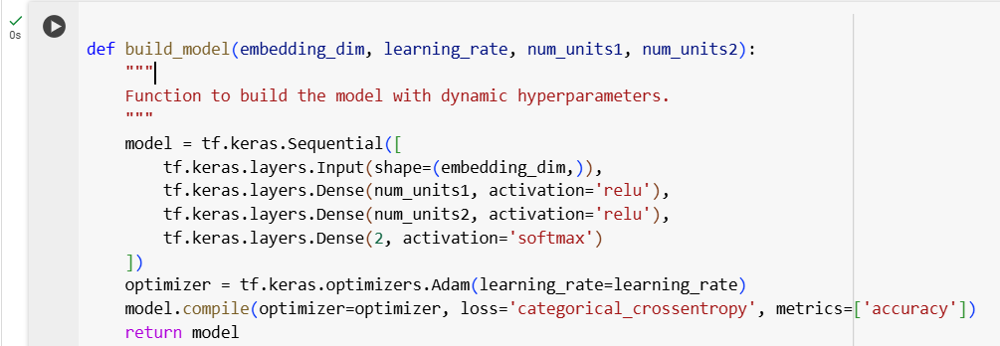 0s
def build_model(embedding_dim, learning_rate, num_units1, num_units2):
    """
    Function to build the model with dynamic hyperparameters.
    """
    model = tf.keras.Sequential([
        tf.keras.layers.Input(shape=(embedding_dim,)),
        tf.keras.layers.Dense(num_units1, activation='relu'),
        tf.keras.layers.Dense(num_units2, activation='relu'),
        tf.keras.layers.Dense(2, activation='softmax')
    ])
    optimizer = tf.keras.optimizers.Adam(learning_rate=learning_rate)
    model.compile(optimizer=optimizer, loss='categorical_crossentropy', metrics=['accuracy'])
    return model